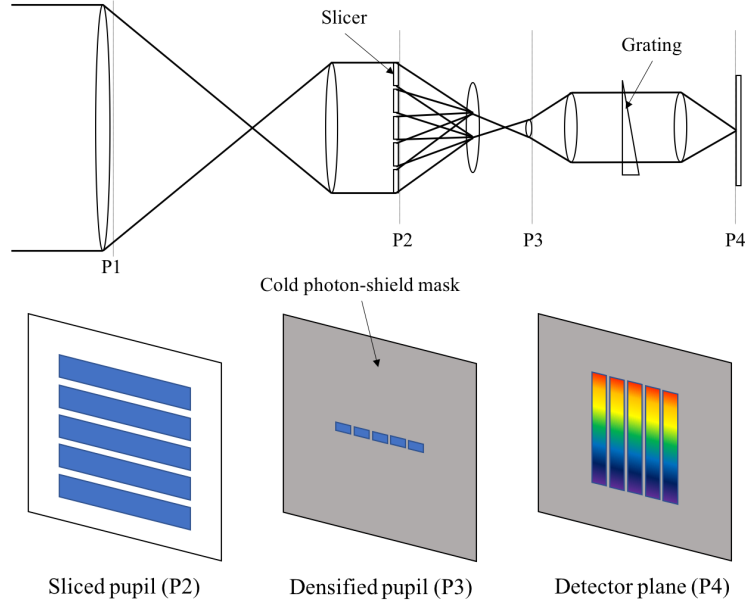 Slicer
Grating
P1
P2
P3
P4
Cold photon-shield mask
Sliced pupil (P2)
Densified pupil (P3)
Detector plane (P4)